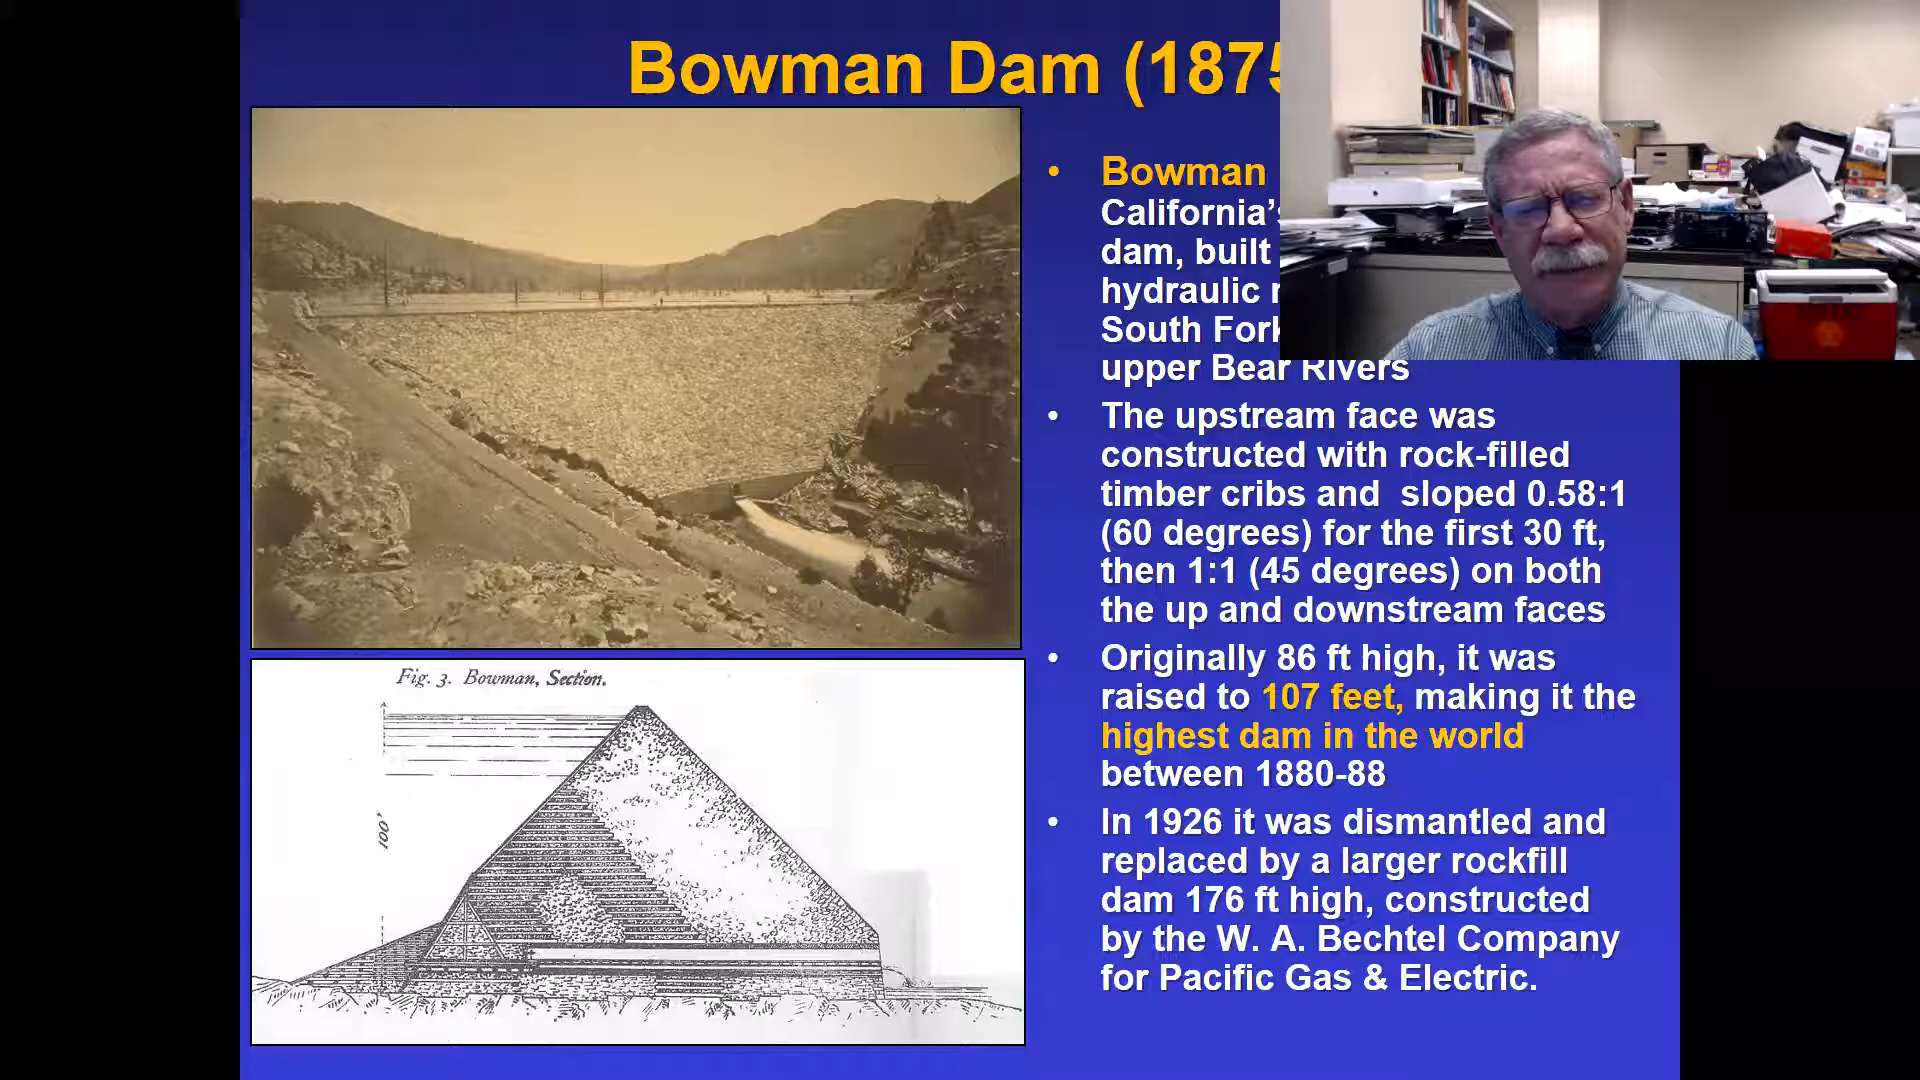 Bowman Dam (187
• Bowman
California’
dam, built
hydraulic
South For
upper Bear Rivers
• The upstream face was
constructed with rock-filled
timber cribs and sloped 0.58:1
(60 degrees) for the first 30 ft,
then 1:1 (45 degrees) on both
the up and downstream faces
• Originally 86 ft high, it was
raised to 107 feet, making it the
highest dam in the world
between 1880-88
• In 1926 it was dismantled and
replaced by a larger rockfill
dam 176 ft high, constructed
by the W. A. Bechtel Company
for Pacific Gas & Electric.
Fig. 3. Bowman, Section.
100'